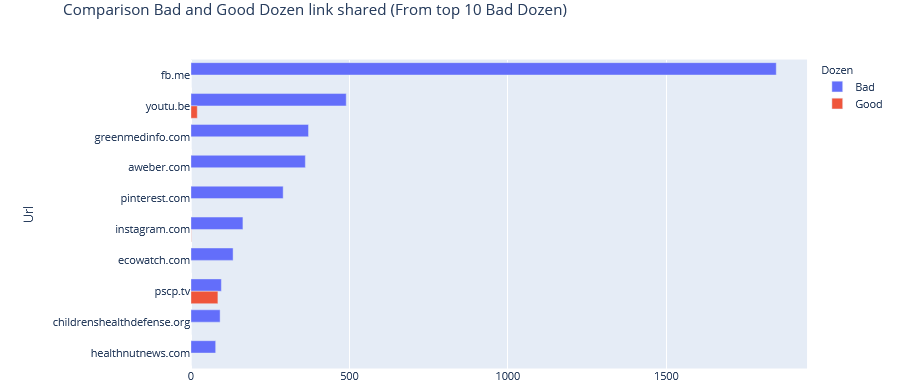 Comparison Bad and Good Dozen link shared (From top 10 Bad Dozen)
Dozen
Bad
Good
Url
fb.me
youtu.be
greenmedinfo.com
aweber.com
pinterest.com
instagram.com
ecowatch.com
pscp.tv
childrenshealthdefense.org
healthnutnews.com
0 500 1000 1500